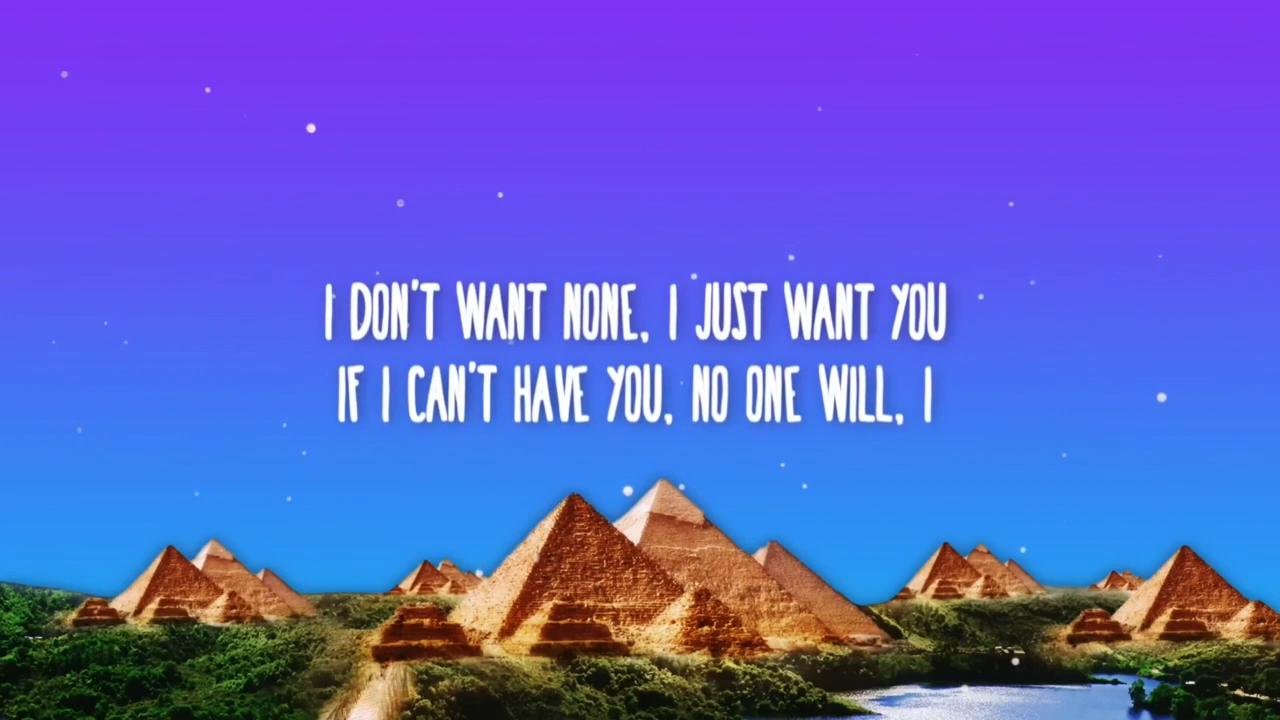 I DON'T WANT NONE, I JUST WANT YOU
IF I CAN'T HAVE YOU, NO ONE WILL, I